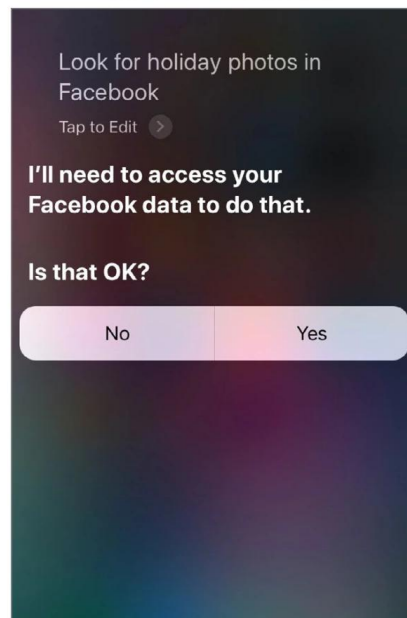 Look for holiday photos in
Facebook
Tap to Edit >
I’ll need to access your
Facebook data to do that.
Is that OK?
No Yes